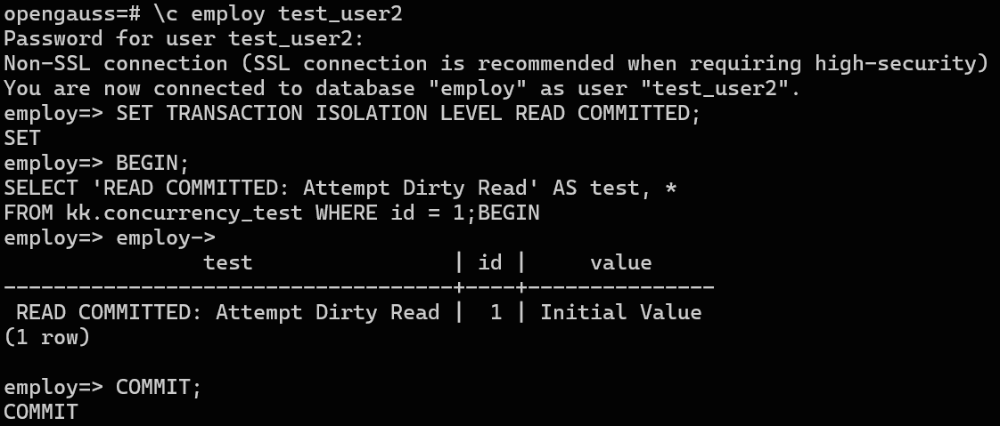 opengauss=# \c employ test_user2
Password for user test_user2:
Non-SSL connection (SSL connection is recommended when requiring high-security)
You are now connected to database "employ" as user "test_user2".
employ=> SET TRANSACTION ISOLATION LEVEL READ COMMITTED;
SET
employ=> BEGIN;
SELECT 'READ COMMITTED: Attempt Dirty Read' AS test, *
FROM kk.concurrency_test WHERE id = 1;BEGIN
employ=> employ->
                test                | id |     value
------------------------------------+----+---------------
 READ COMMITTED: Attempt Dirty Read |  1 | Initial Value
(1 row)

employ=> COMMIT;
COMMIT